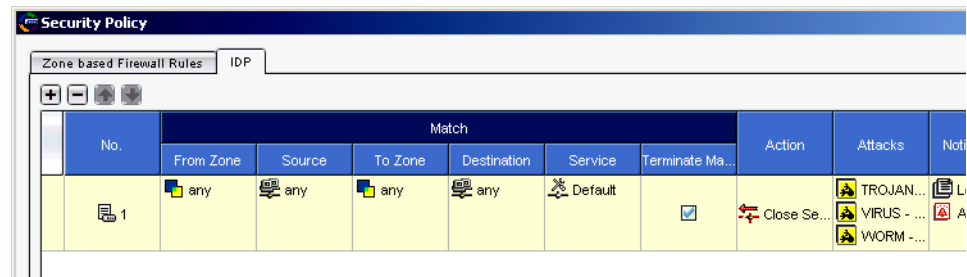 Security Policy
Zone based Firewall Rules IDP
No. Match Action Attacks Noti
From Zone Source To Zone Destination Service Terminate Ma...
1 any any any any Default Close Se... TROJAN... L
VIRUS - ... A
WORM -...